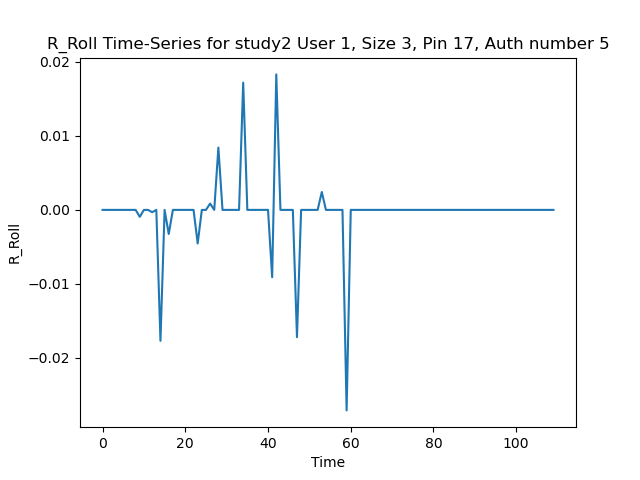 R_Roll Time-Series for study2 User 1, Size 3, Pin 17, Auth number 5
0.02
0.01
0.00
−0.01
−0.02
R_Roll
0 20 40 60 80 100
Time